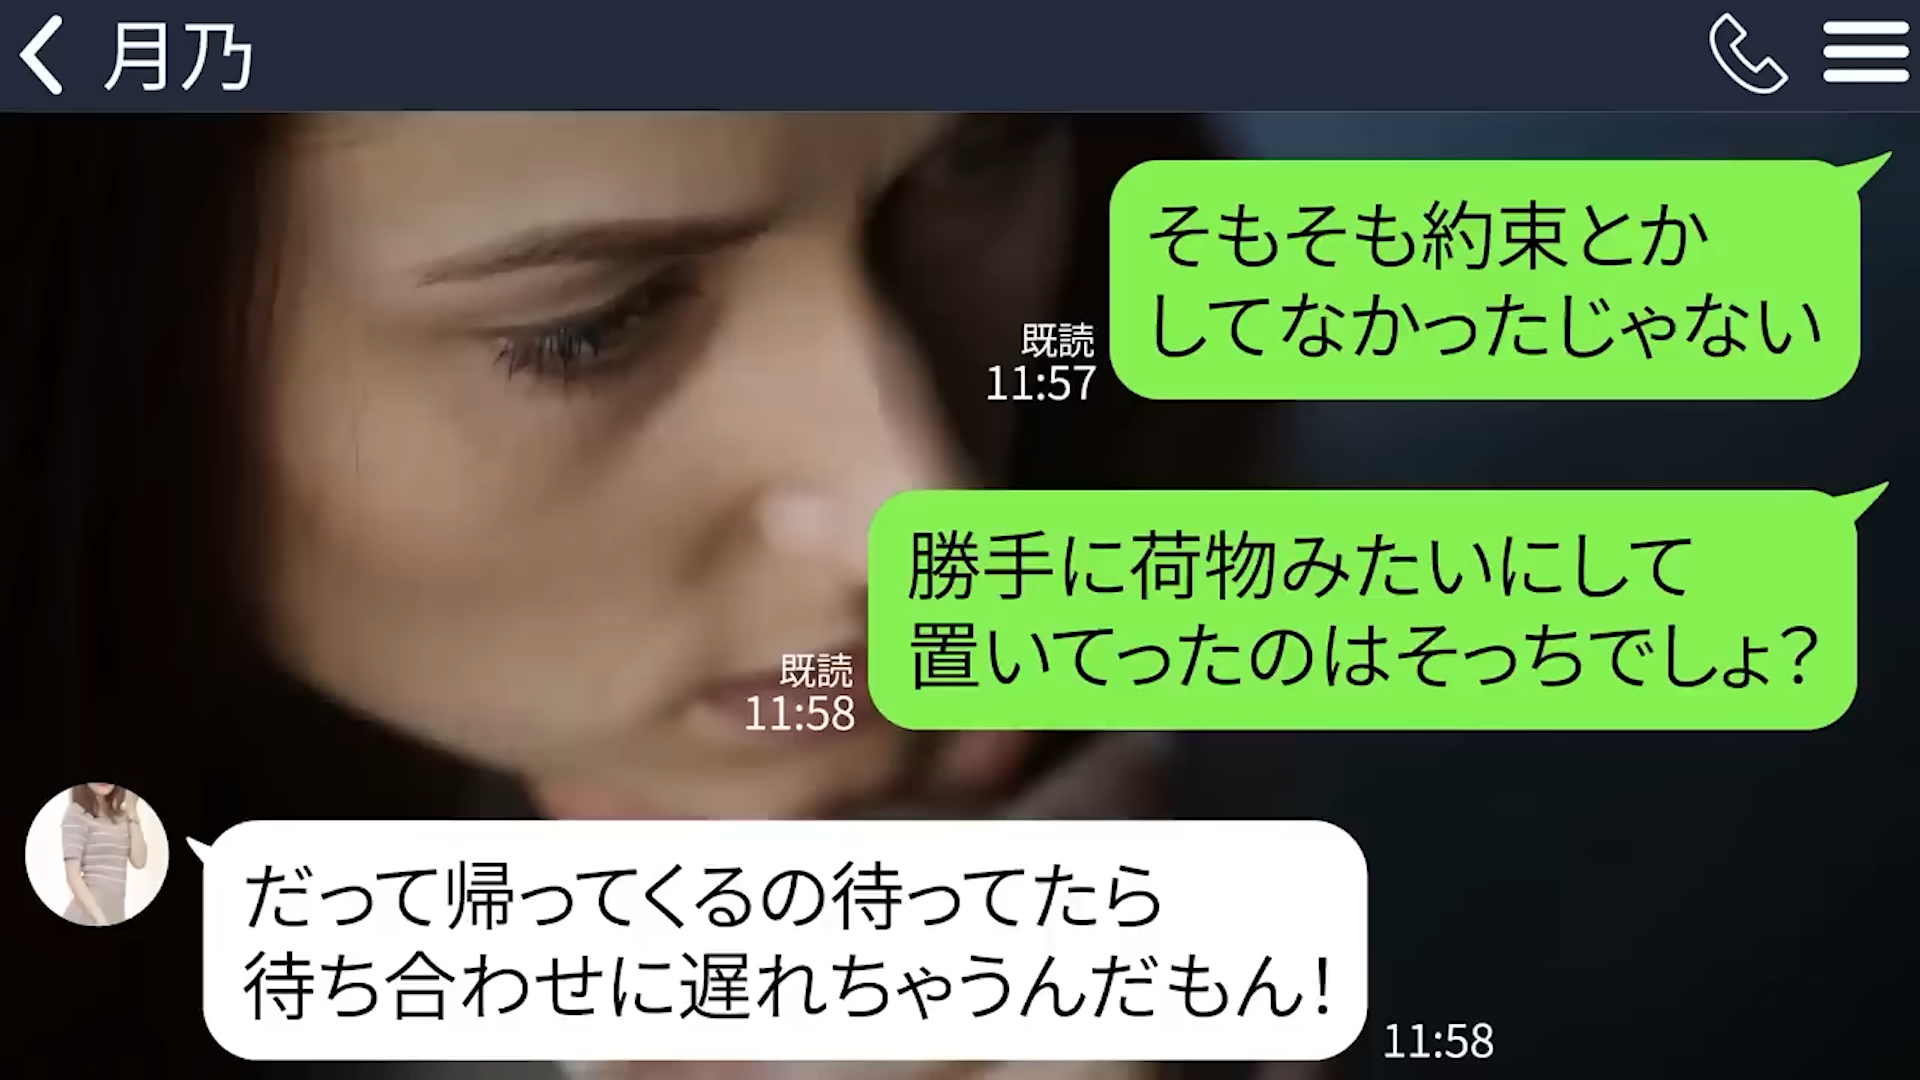 月乃
そもそも約束とか
してなかったじゃない
既読
11:57
勝手に荷物みたいにして
置いてったのはそっちでしょ？
既読
11:58
だって帰ってくるの待ってたら
待ち合わせに遅れちゃうんだもん！
11:58